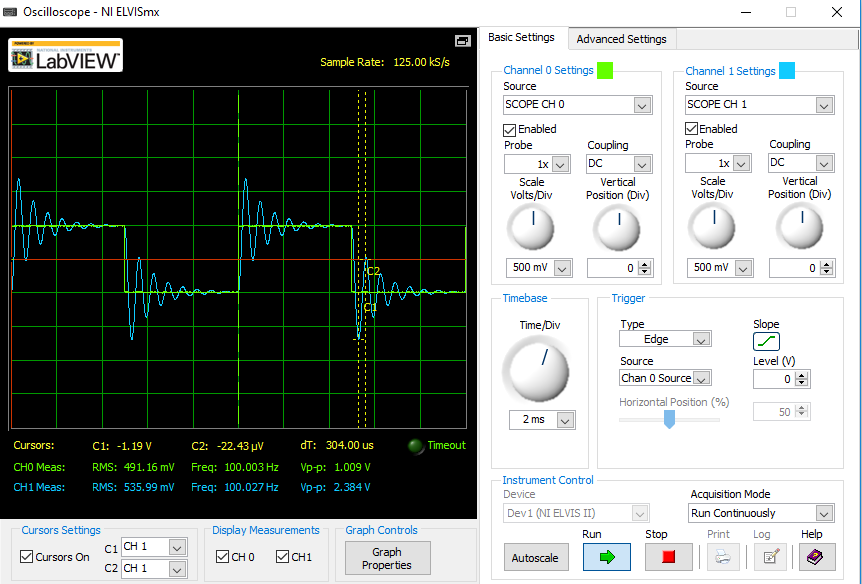 Oscilloscope - NI ELVISmx
POWERED BY
NATIONAL INSTRUMENTS
LabVIEW™
Sample Rate: 125.00 kS/s
C2
C1
Cursors: C1: -1.19 V C2: -22.43 µV dT: 304.00 us Timeout
CH0 Meas: RMS: 491.16 mV Freq: 100.003 Hz Vp-p: 1.009 V
CH1 Meas: RMS: 535.99 mV Freq: 100.027 Hz Vp-p: 2.384 V
Cursors Settings
Cursors On
C1 CH 1
C2 CH 1
Display Measurements
CH 0 CH1
Graph Controls
Graph
Properties
Basic Settings Advanced Settings
Channel 0 Settings
Source
SCOPE CH 0
Enabled
Probe Coupling
1x DC
Scale Vertical
Volts/Div Position (Div)
500 mV 0
Channel 1 Settings
Source
SCOPE CH 1
Enabled
Probe Coupling
1x DC
Scale Vertical
Volts/Div Position (Div)
500 mV 0
Timebase
Time/Div
2 ms
Trigger
Type Slope
Edge
Source Level (V)
Chan 0 Source 0
Horizontal Position (%)
50
Instrument Control
Device Acquisition Mode
Dev1 (NI ELVIS II) Run Continuously
Run Stop Print Log Help
Autoscale